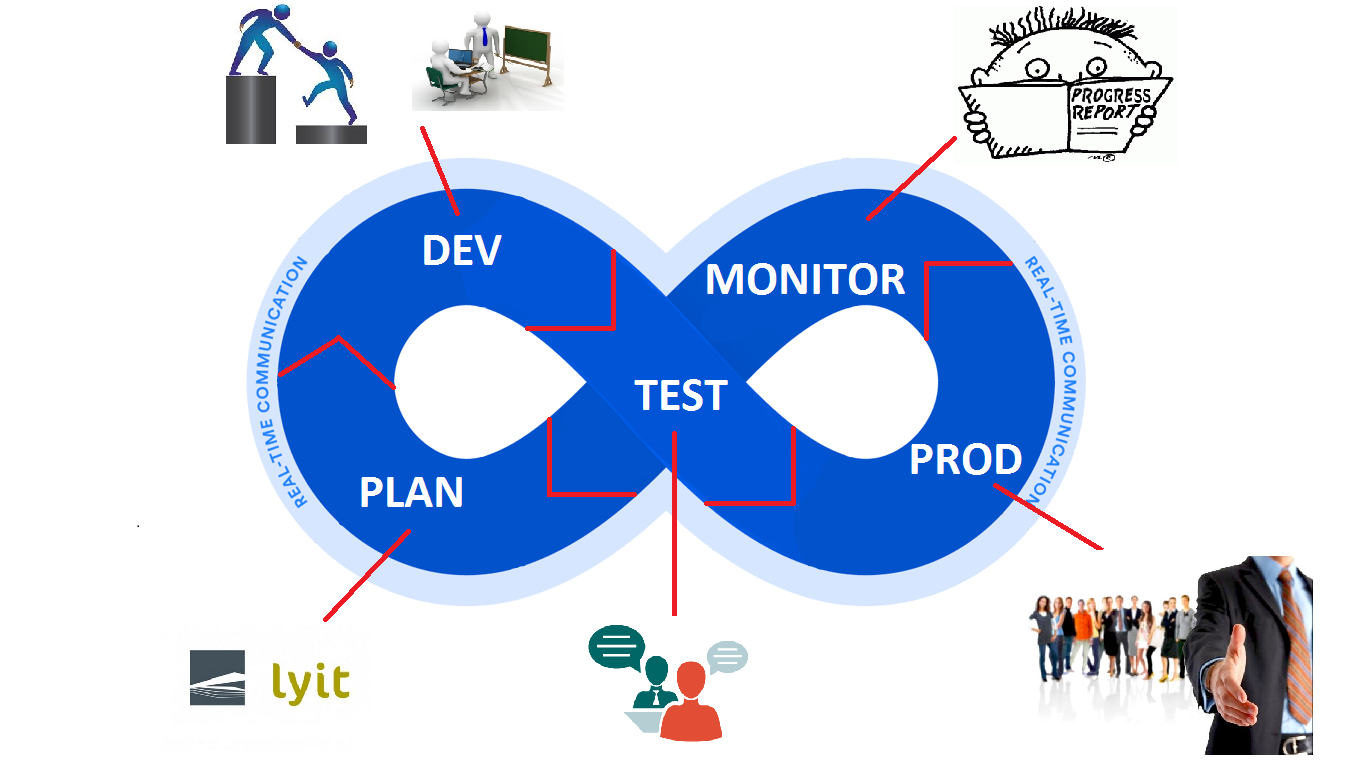 PROGRESS
REPORT
DEV
MONITOR
REAL-TIME COMMUNICATION
REAL-TIME COMMUNICATION
TEST
PROD
PLAN
lyit